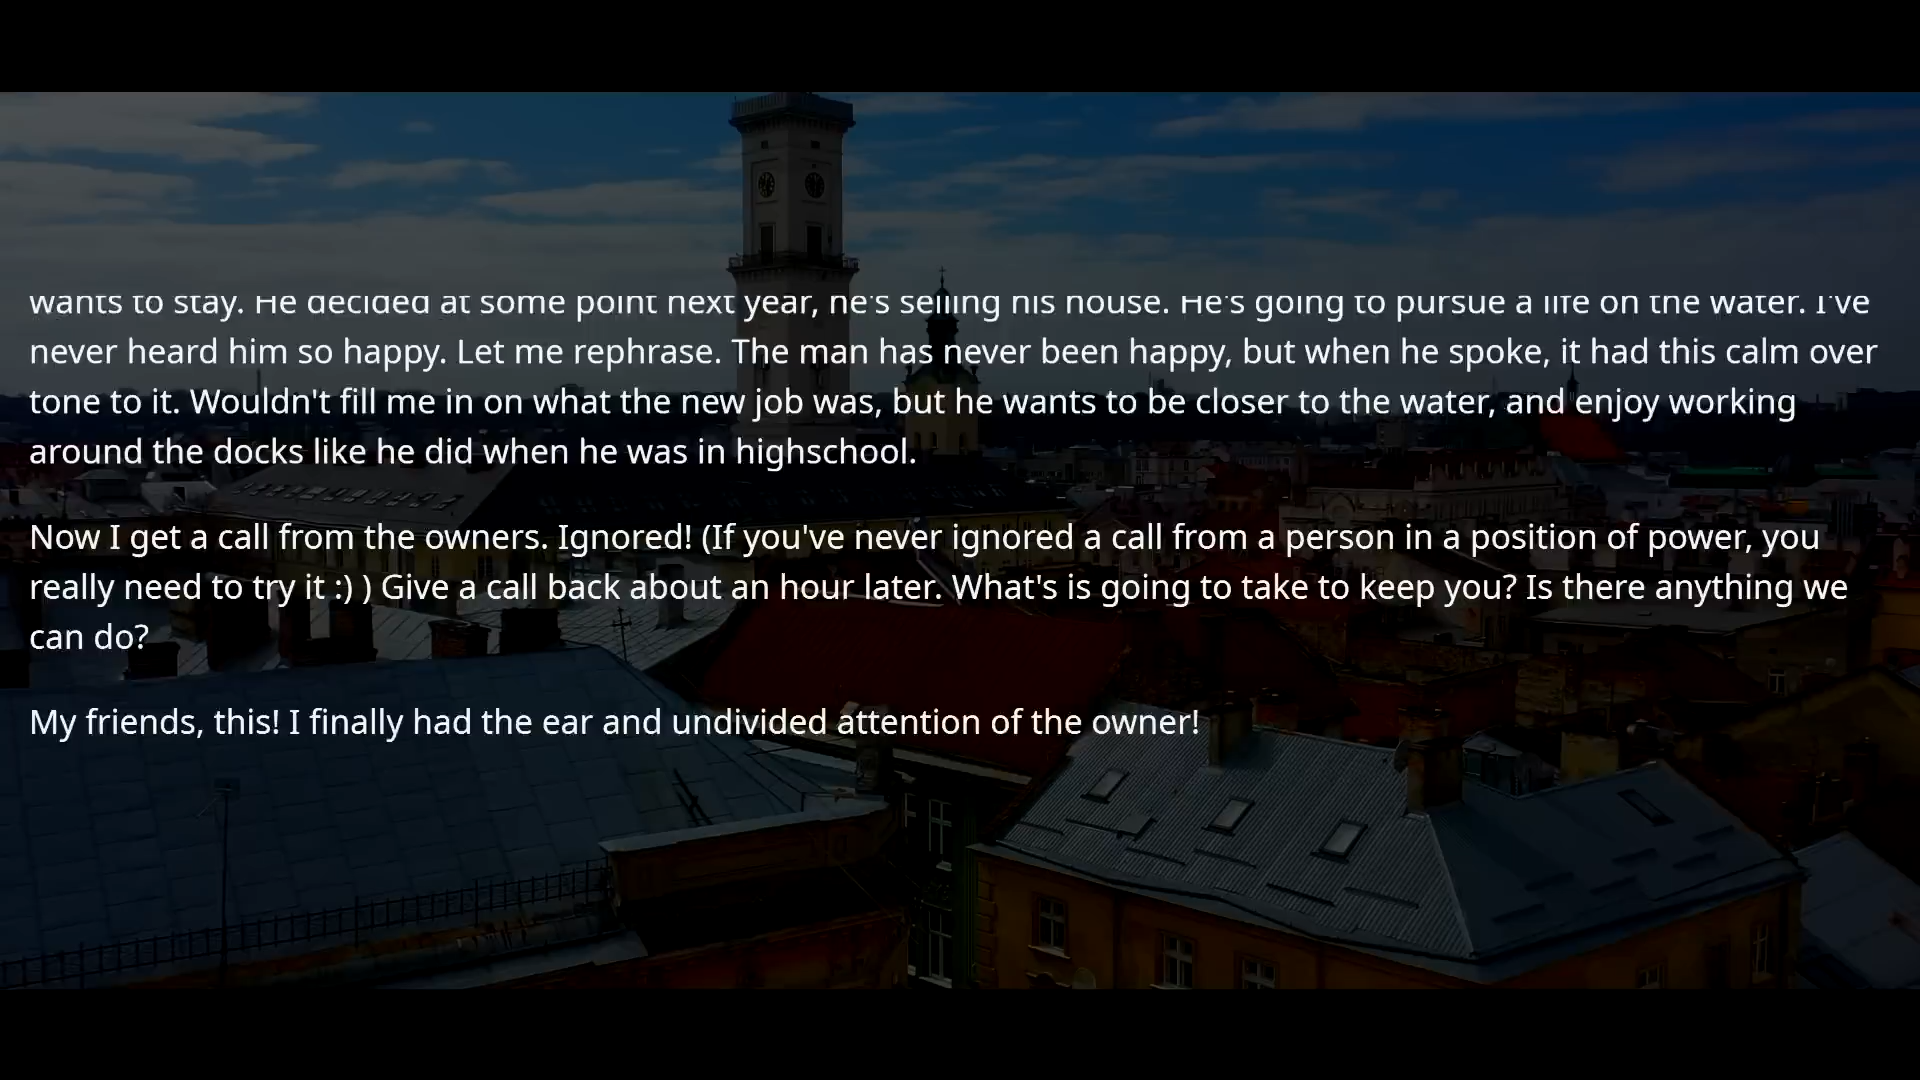 wants to stay. He decided at some point next year, he's selling his house. He's going to pursue a life on the water. I've
never heard him so happy. Let me rephrase. The man has never been happy, but when he spoke, it had this calm over
tone to it. Wouldn't fill me in on what the new job was, but he wants to be closer to the water, and enjoy working
around the docks like he did when he was in highschool.
Now I get a call from the owners. Ignored! (If you've never ignored a call from a person in a position of power, you
really need to try it :) ) Give a call back about an hour later. What's is going to take to keep you? Is there anything we
can do?
My friends, this! I finally had the ear and undivided attention of the owner!